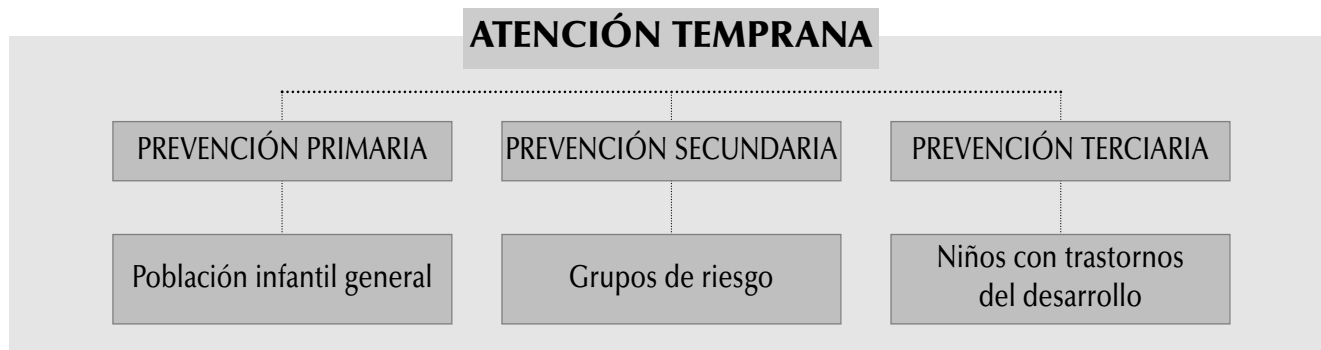 ATENCIÓN TEMPRANA
PREVENCIÓN PRIMARIA
PREVENCIÓN SECUNDARIA
PREVENCIÓN TERCIARIA
Población infantil general
Grupos de riesgo
Niños con trastornos
del desarrollo